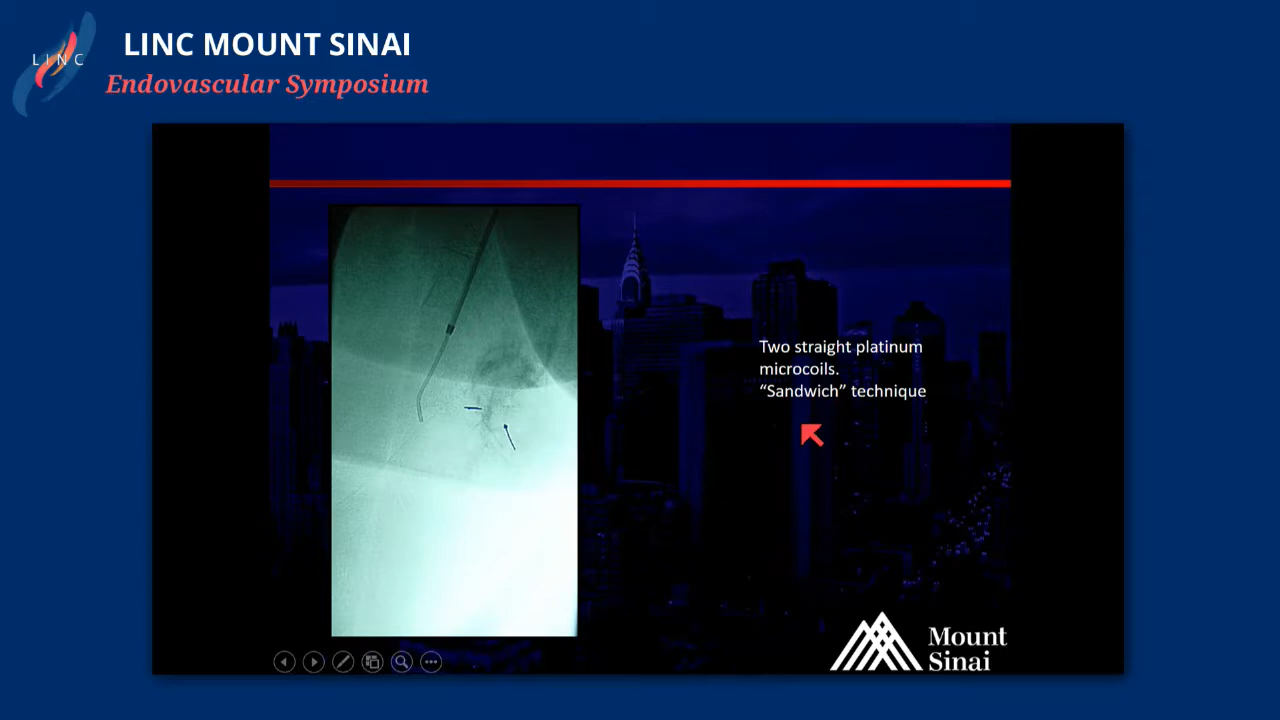 LINC
LINC MOUNT SINAI
Endovascular Symposium
Two straight platinum
microcoils.
“Sandwich” technique
Mount
Sinai